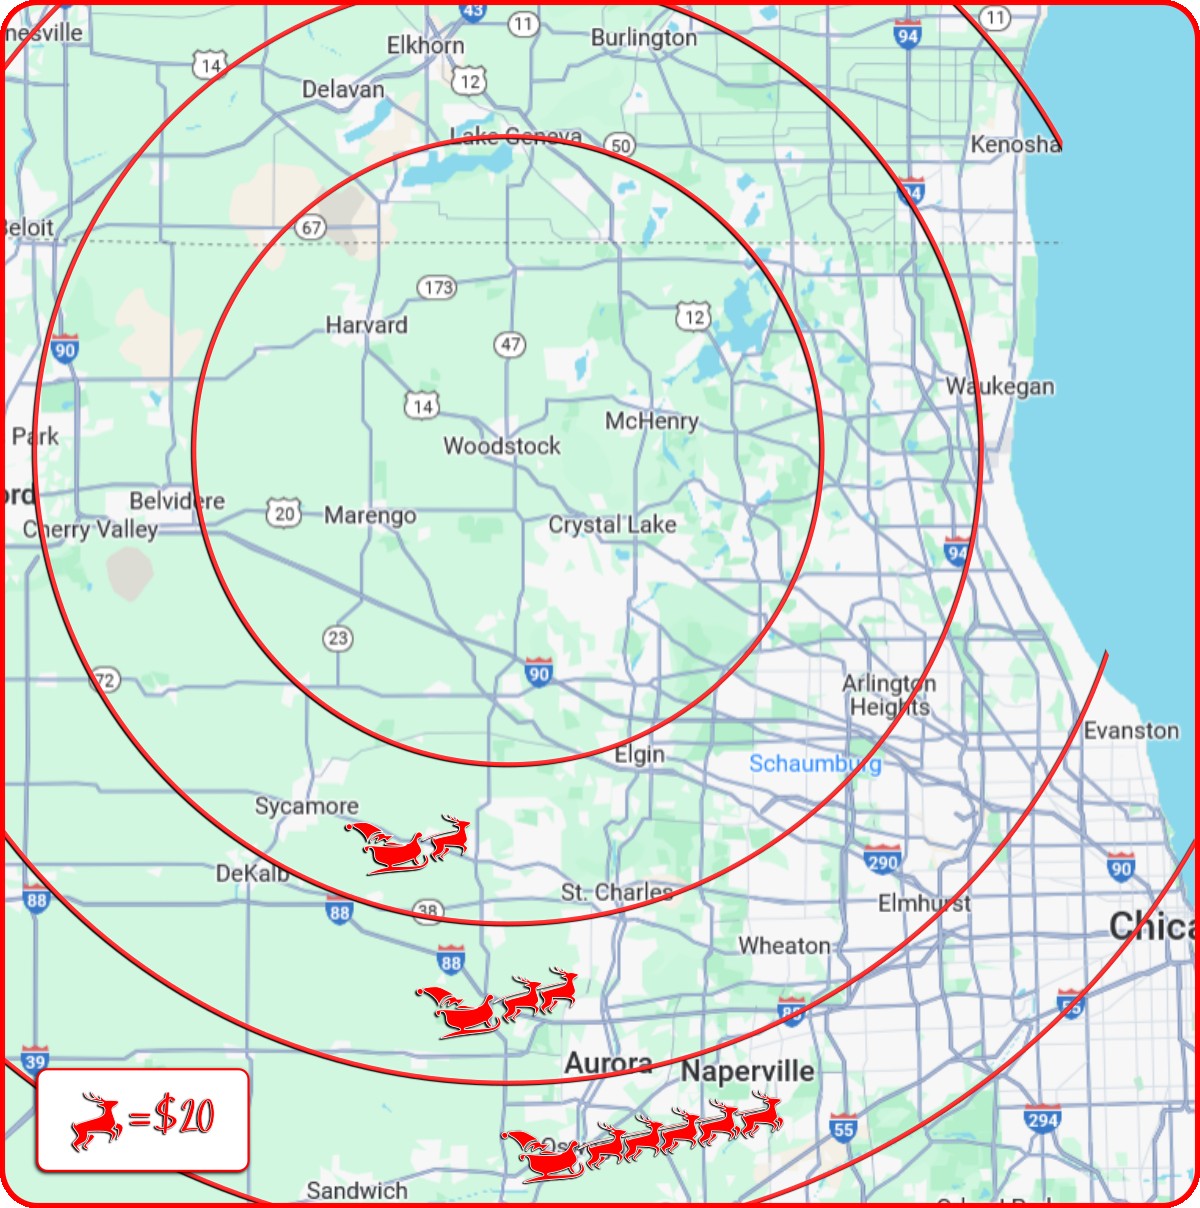 nesville
43
11
11
94
Elkhorn
Burlington
14
12
Delavan
Lake Geneva
50
Kenosha
94
Beloit
67
173
12
Harvard
47
90
Waukegan
14
McHenry
Park
Woodstock
ord
Belvidere
20
Marengo
Crystal Lake
Cherry Valley
94
23
90
72
Arlington
Heights
Evanston
Elgin
Schaumburg
Sycamore
290
90
DeKalb
St. Charles
88
88
38
Elmhurst
Chica
Wheaton
88
55
88
39
Aurora
Naperville
=$20
294
55
Os
Sandwich